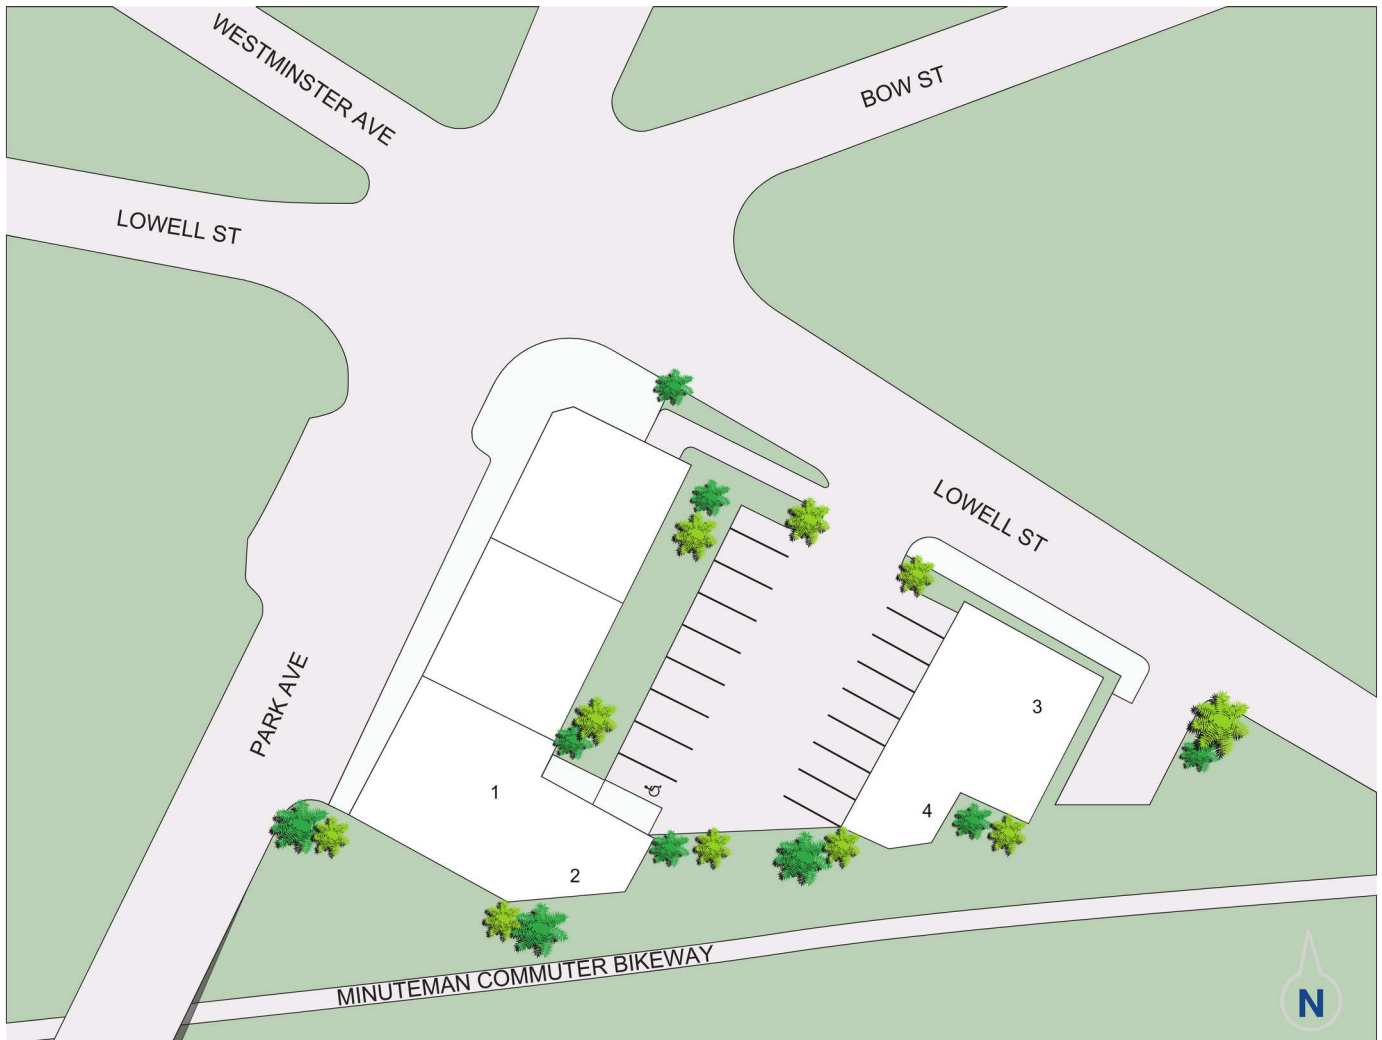 WESTMINSTER AVE
BOW ST
LOWELL ST
LOWELL ST
PARK AVE
3
1
4
2
MINUTEMAN COMMUTER BIKEWAY
N